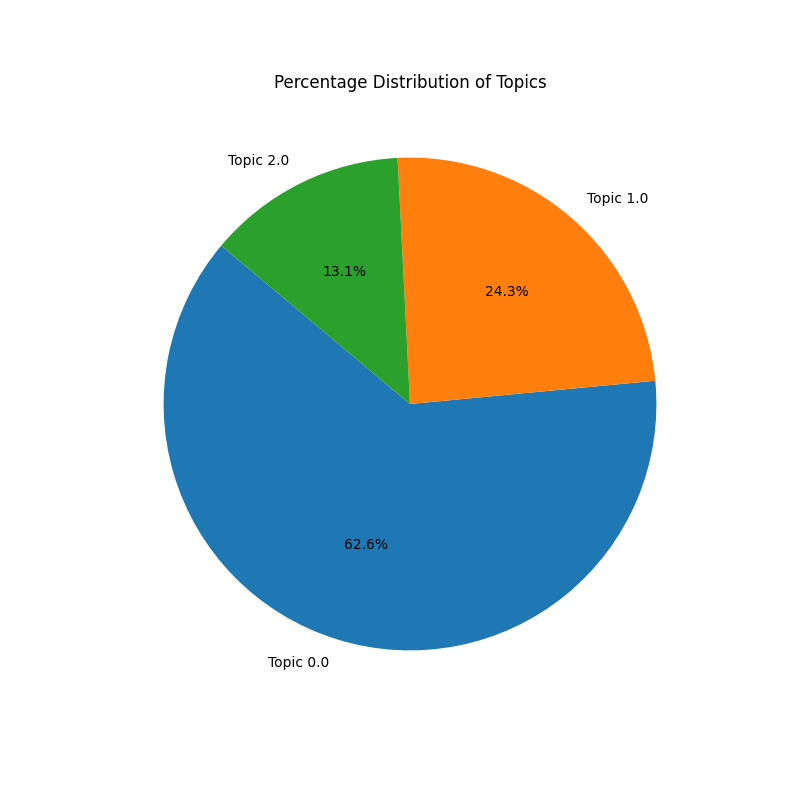 Percentage Distribution of Topics
Topic 2.0
Topic 1.0
13.1%
24.3%
62.6%
Topic 0.0